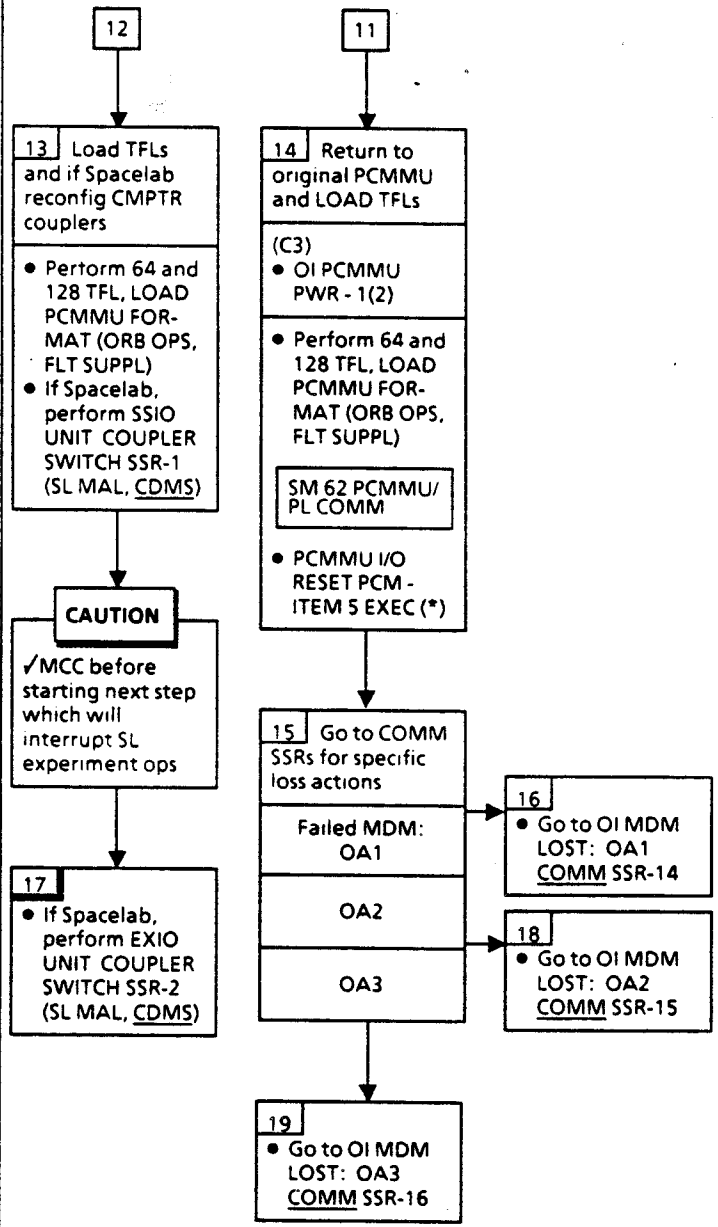 12
13 Load TFLs
and if Spacelab
reconfig CMPTR
couplers
● Perform 64 and
128 TFL, LOAD
PCMMU FOR-
MAT (ORB OPS,
FLT SUPPL)
● If Spacelab,
perform SSIO
UNIT COUPLER
SWITCH SSR-1
(SL MAL, CDMS)
CAUTION
✓MCC before
starting next step
which will
interrupt SL
experiment ops
17
● If Spacelab,
perform EXIO
UNIT COUPLER
SWITCH SSR-2
(SL MAL, CDMS)
11
14 Return to
original PCMMU
and LOAD TFLs
(C3)
● OI PCMMU
PWR - 1(2)
● Perform 64 and
128 TFL, LOAD
PCMMU FOR-
MAT (ORB OPS,
FLT SUPPL)
SM 62 PCMMU/
PL COMM
● PCMMU I/O
RESET PCM -
ITEM 5 EXEC (*)
15 Go to COMM
SSRs for specific
loss actions
Failed MDM:
OA1
OA2
OA3
16
● Go to OI MDM
LOST: OA1
COMM SSR-14
18
● Go to OI MDM
LOST: OA2
COMM SSR-15
19
● Go to OI MDM
LOST: OA3
COMM SSR-16